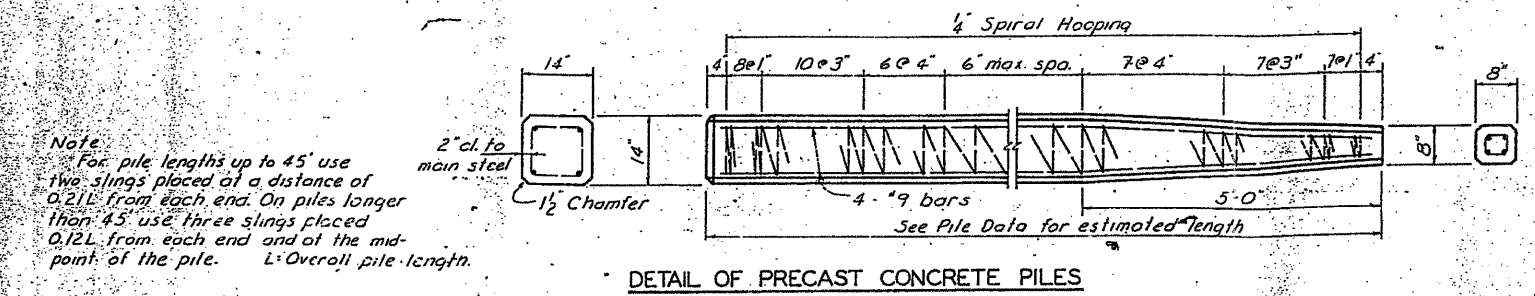 1/4" Spiral Hooping
14"
4" 8@1" 10@3" 6@4" 6" max. spa. 7@4" 7@3" 7@1" 4"
8"
Note:
For pile lengths up to 45' use
two slings placed at a distance of
0.21L from each end. On piles longer
than 45' use three slings placed
0.12L from each end and at the mid-
point of the pile. L=Overall pile length.
2" cl. to
main steel
14"
8"
1 1/2" Chamfer
4 - #9 bars
5'-0"
See Pile Data for estimated length
DETAIL OF PRECAST CONCRETE PILES